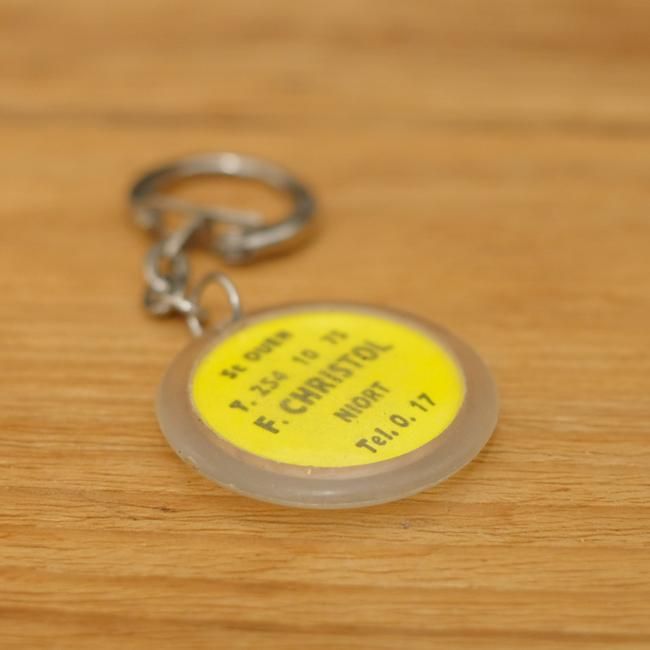 St OUEN
T. 254 10 75
F. CHRISTOL
NIORT
Tel. 0. 17